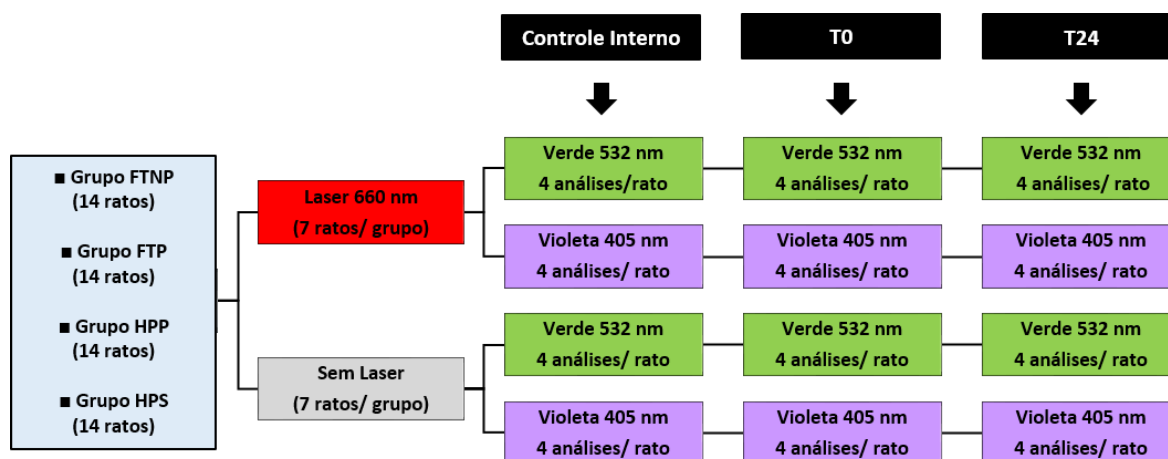 Controle Interno
T0
T24
■ Grupo FTNP
(14 ratos)
■ Grupo FTP
(14 ratos)
■ Grupo HPP
(14 ratos)
■ Grupo HPS
(14 ratos)
Laser 660 nm
(7 ratos/ grupo)
Sem Laser
(7 ratos/ grupo)
Verde 532 nm
4 análises/rato
Verde 532 nm
4 análises/ rato
Verde 532 nm
4 análises/ rato
Violeta 405 nm
4 análises/ rato
Violeta 405 nm
4 análises/ rato
Violeta 405 nm
4 análises/ rato
Verde 532 nm
4 análises/ rato
Verde 532 nm
4 análises/ rato
Verde 532 nm
4 análises/ rato
Violeta 405 nm
4 análises/ rato
Violeta 405 nm
4 análises/ rato
Violeta 405 nm
4 análises/ rato